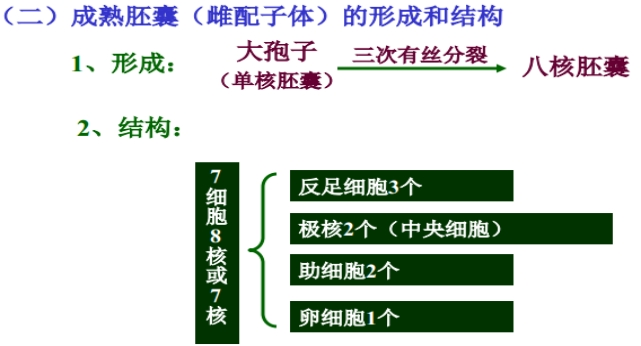 （二）成熟胚囊（雌配子体）的形成和结构
1、形成：
大孢子
（单核胚囊）
三次有丝分裂
八核胚囊
2、结构：
7细胞8核或7核
反足细胞3个
极核2个（中央细胞）
助细胞2个
卵细胞1个